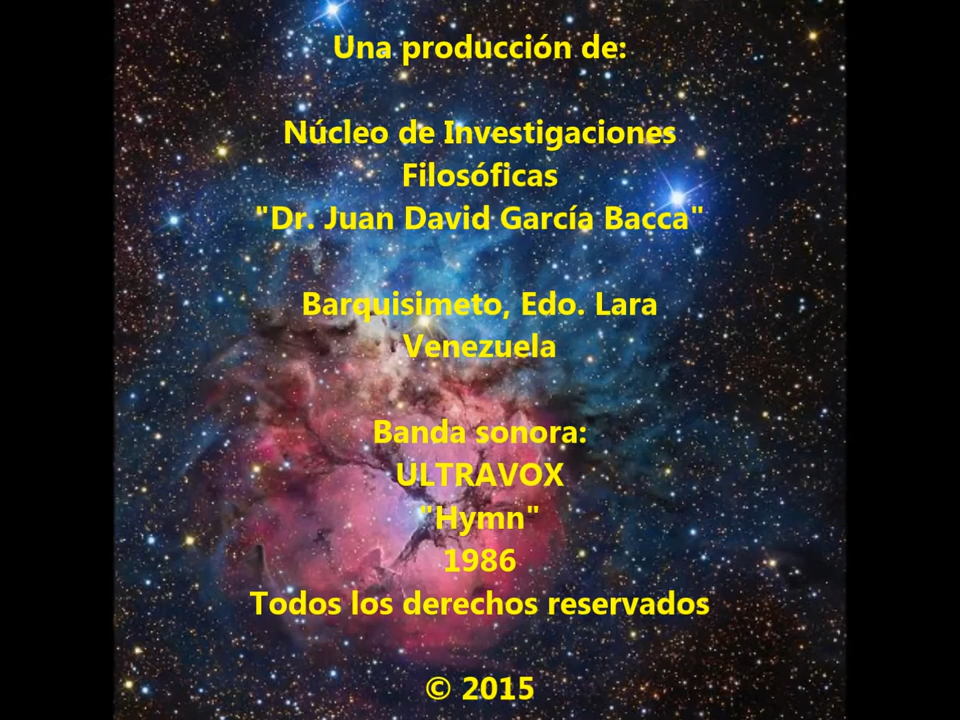 Una producción de:
Núcleo de Investigaciones
Filosóficas
"Dr. Juan David García Bacca"
Barquisimeto, Edo. Lara
Venezuela
Banda sonora:
ULTRAVOX
"Hymn"
1986
Todos los derechos reservados
© 2015